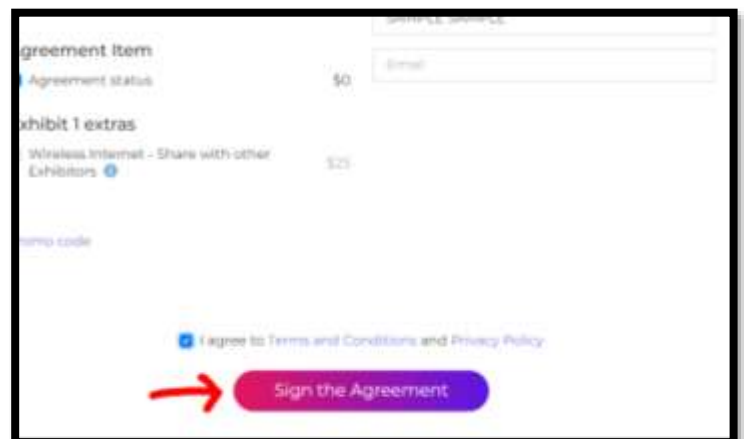 SAMPLE SAMPLE
greement Item
Agreement status $0
Email
xhibit 1 extras
Wireless Internet - Share with other
Exhibitors $25
romo code
I agree to Terms and Conditions and Privacy Policy
Sign the Agreement